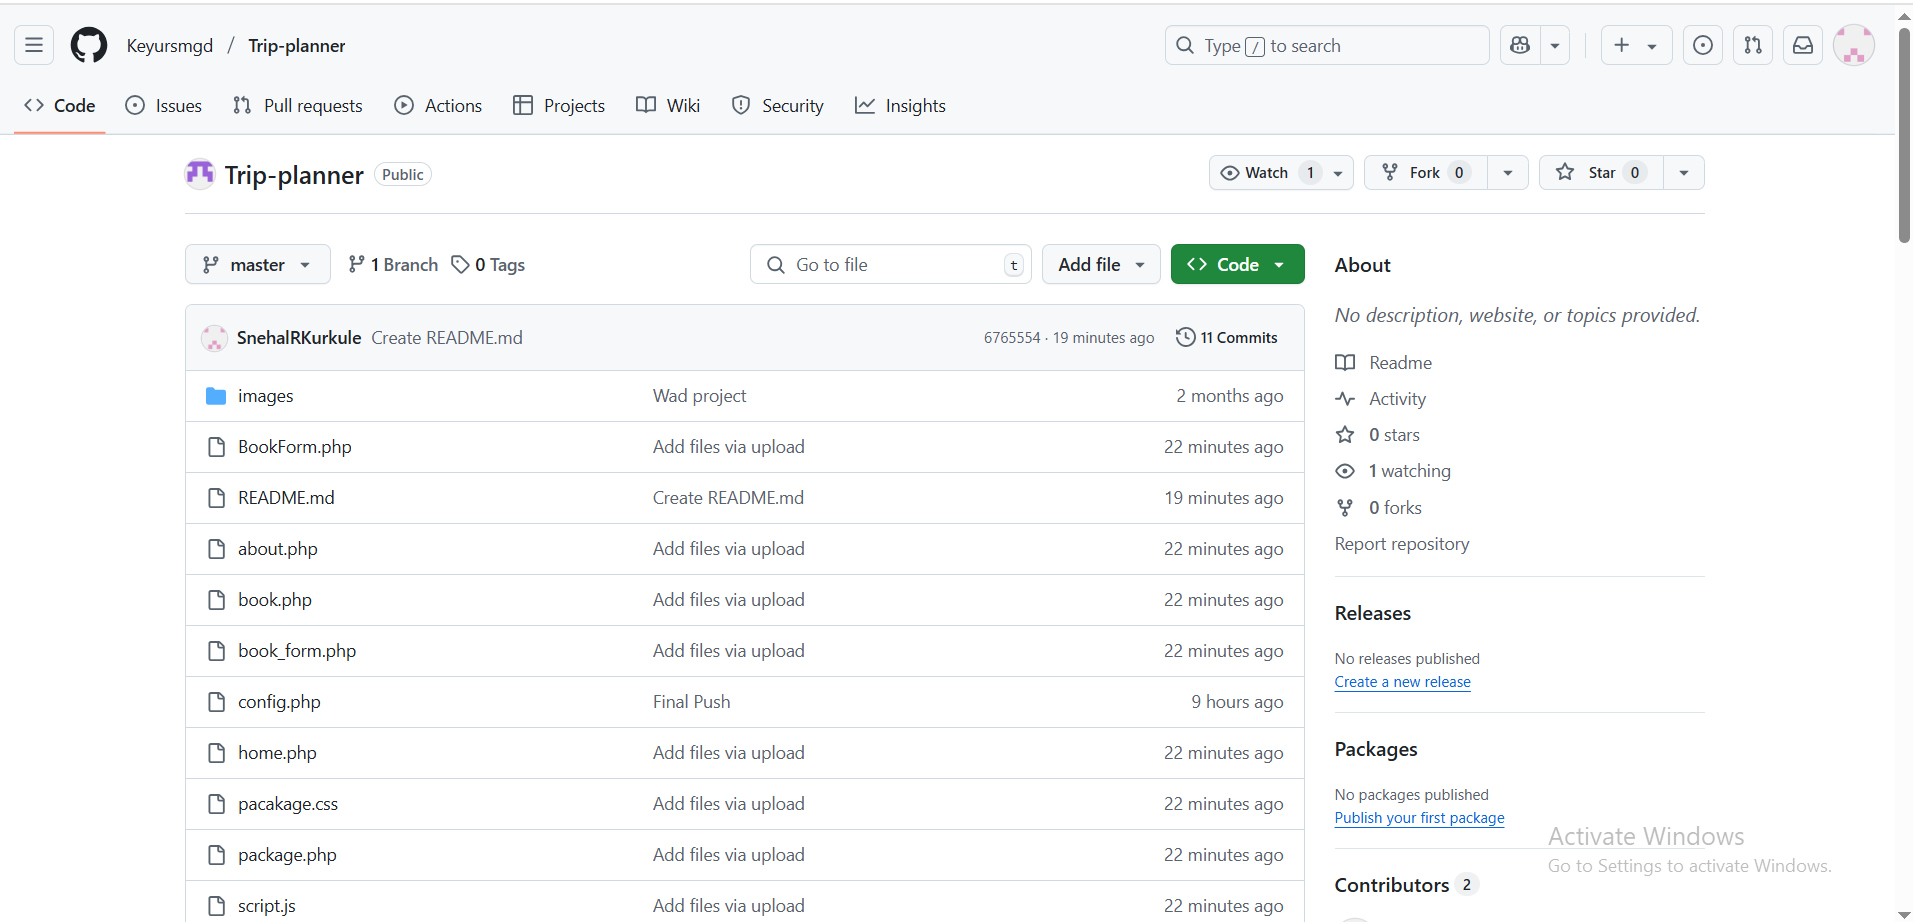 Keyursmgd / Trip-planner Type / to search
Code Issues Pull requests Actions Projects Wiki Security Insights
Trip-planner Public Watch 1 Fork 0 Star 0
master 1 Branch 0 Tags Go to file t Add file Code
SnehalRKurkule Create README.md 6765554 · 19 minutes ago 11 Commits
images Wad project 2 months ago
BookForm.php Add files via upload 22 minutes ago
README.md Create README.md 19 minutes ago
about.php Add files via upload 22 minutes ago
book.php Add files via upload 22 minutes ago
book_form.php Add files via upload 22 minutes ago
config.php Final Push 9 hours ago
home.php Add files via upload 22 minutes ago
pacakage.css Add files via upload 22 minutes ago
package.php Add files via upload 22 minutes ago
script.js Add files via upload 22 minutes ago
About
No description, website, or topics provided.
Readme
Activity
0 stars
1 watching
0 forks
Report repository
Releases
No releases published
Create a new release
Packages
No packages published
Publish your first package
Contributors 2
Activate Windows
Go to Settings to activate Windows.